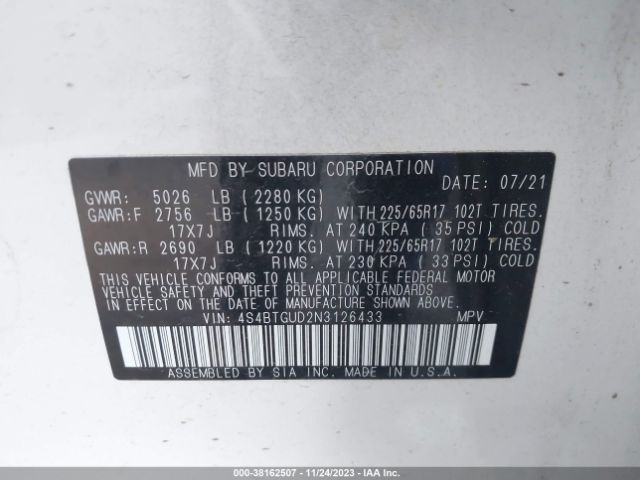 MFD BY SUBARU CORPORATION
DATE: 07/21
GVWR: 5026 LB (2280 KG)
GAWR:F 2756 LB (1250 KG) WITH 225/65R17 102T TIRES.
17X7J RIMS. AT 240 KPA (35 PSI) COLD
GAWR:R 2690 LB (1220 KG) WITH 225/65R17 102T TIRES.
17X7J RIMS. AT 230 KPA (33 PSI) COLD
THIS VEHICLE CONFORMS TO ALL APPLICABLE FEDERAL MOTOR
VEHICLE SAFETY AND THEFT PREVENTION STANDARDS
IN EFFECT ON THE DATE OF MANUFACTURE SHOWN ABOVE.
VIN: 4S4BTGUD2N3126433 MPV
ASSEMBLED BY SIA IN U.S.A.
000-38162507 - 11/24/2023 - IAA Inc.